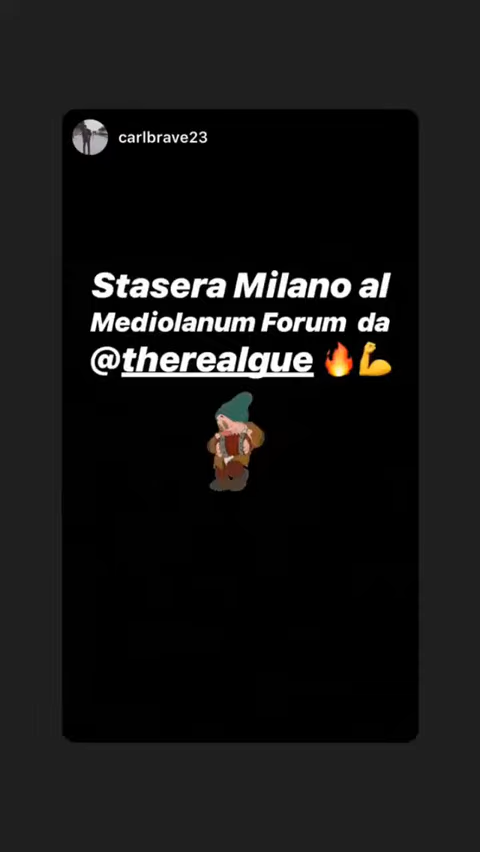 carlbrave23
Stasera Milano al
Mediolanum Forum da
@therealgue 🔥💪